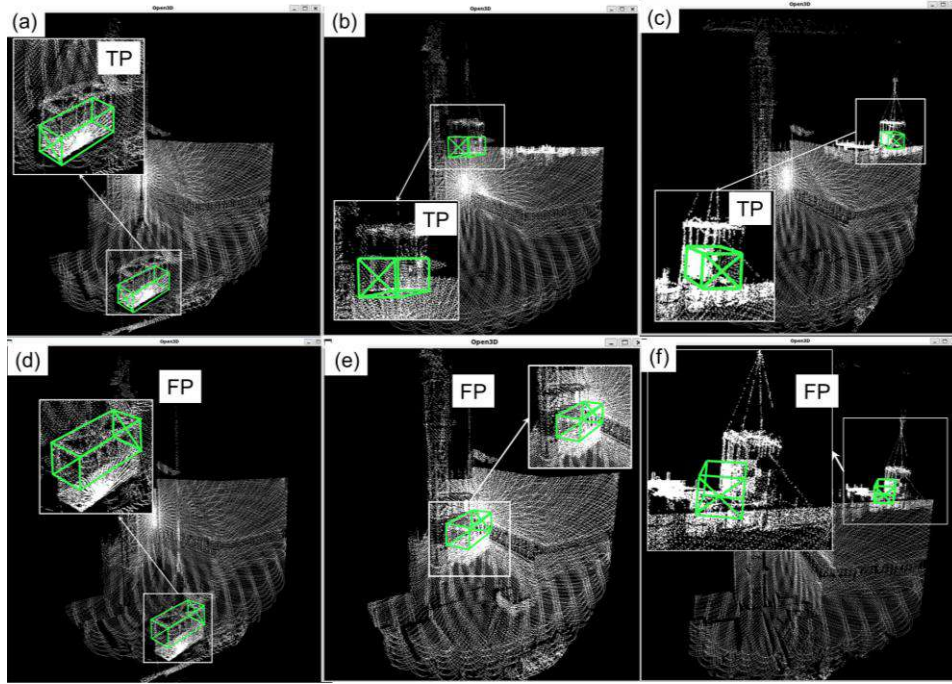 Open3D
(a)
TP
Open3D
(b)
TP
Open3D
(c)
TP
Open3D
(d)
FP
Open3D
(e)
FP
Open3D
(f)
FP